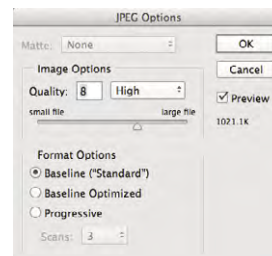 JPEG Options
Matte: None
OK
Image Options
Cancel
Quality: 8 High
Preview
small file large file
1021.1K
Format Options
Baseline ("Standard")
Baseline Optimized
Progressive
Scans: 3